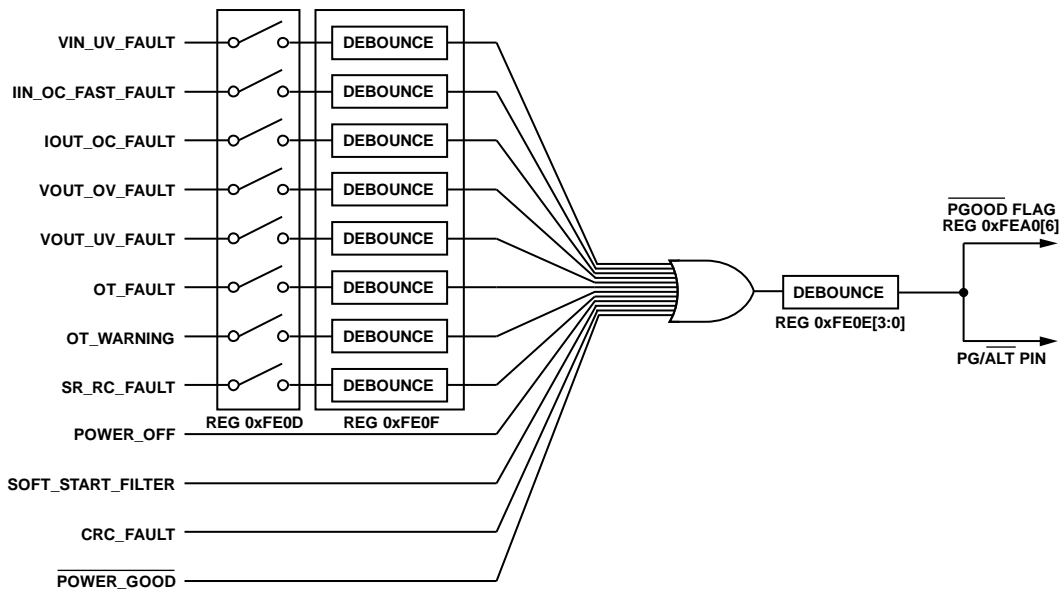 VIN_UV_FAULT
DEBOUNCE
IIN_OC_FAST_FAULT
DEBOUNCE
IOUT_OC_FAULT
DEBOUNCE
VOUT_OV_FAULT
DEBOUNCE
VOUT_UV_FAULT
DEBOUNCE
OT_FAULT
DEBOUNCE
OT_WARNING
DEBOUNCE
SR_RC_FAULT
DEBOUNCE
REG 0xFE0D
REG 0xFE0F
POWER_OFF
SOFT_START_FILTER
CRC_FAULT
POWER_GOOD
DEBOUNCE
REG 0xFE0E[3:0]
PGOOD FLAG
REG 0xFEA0[6]
PG/ALT PIN